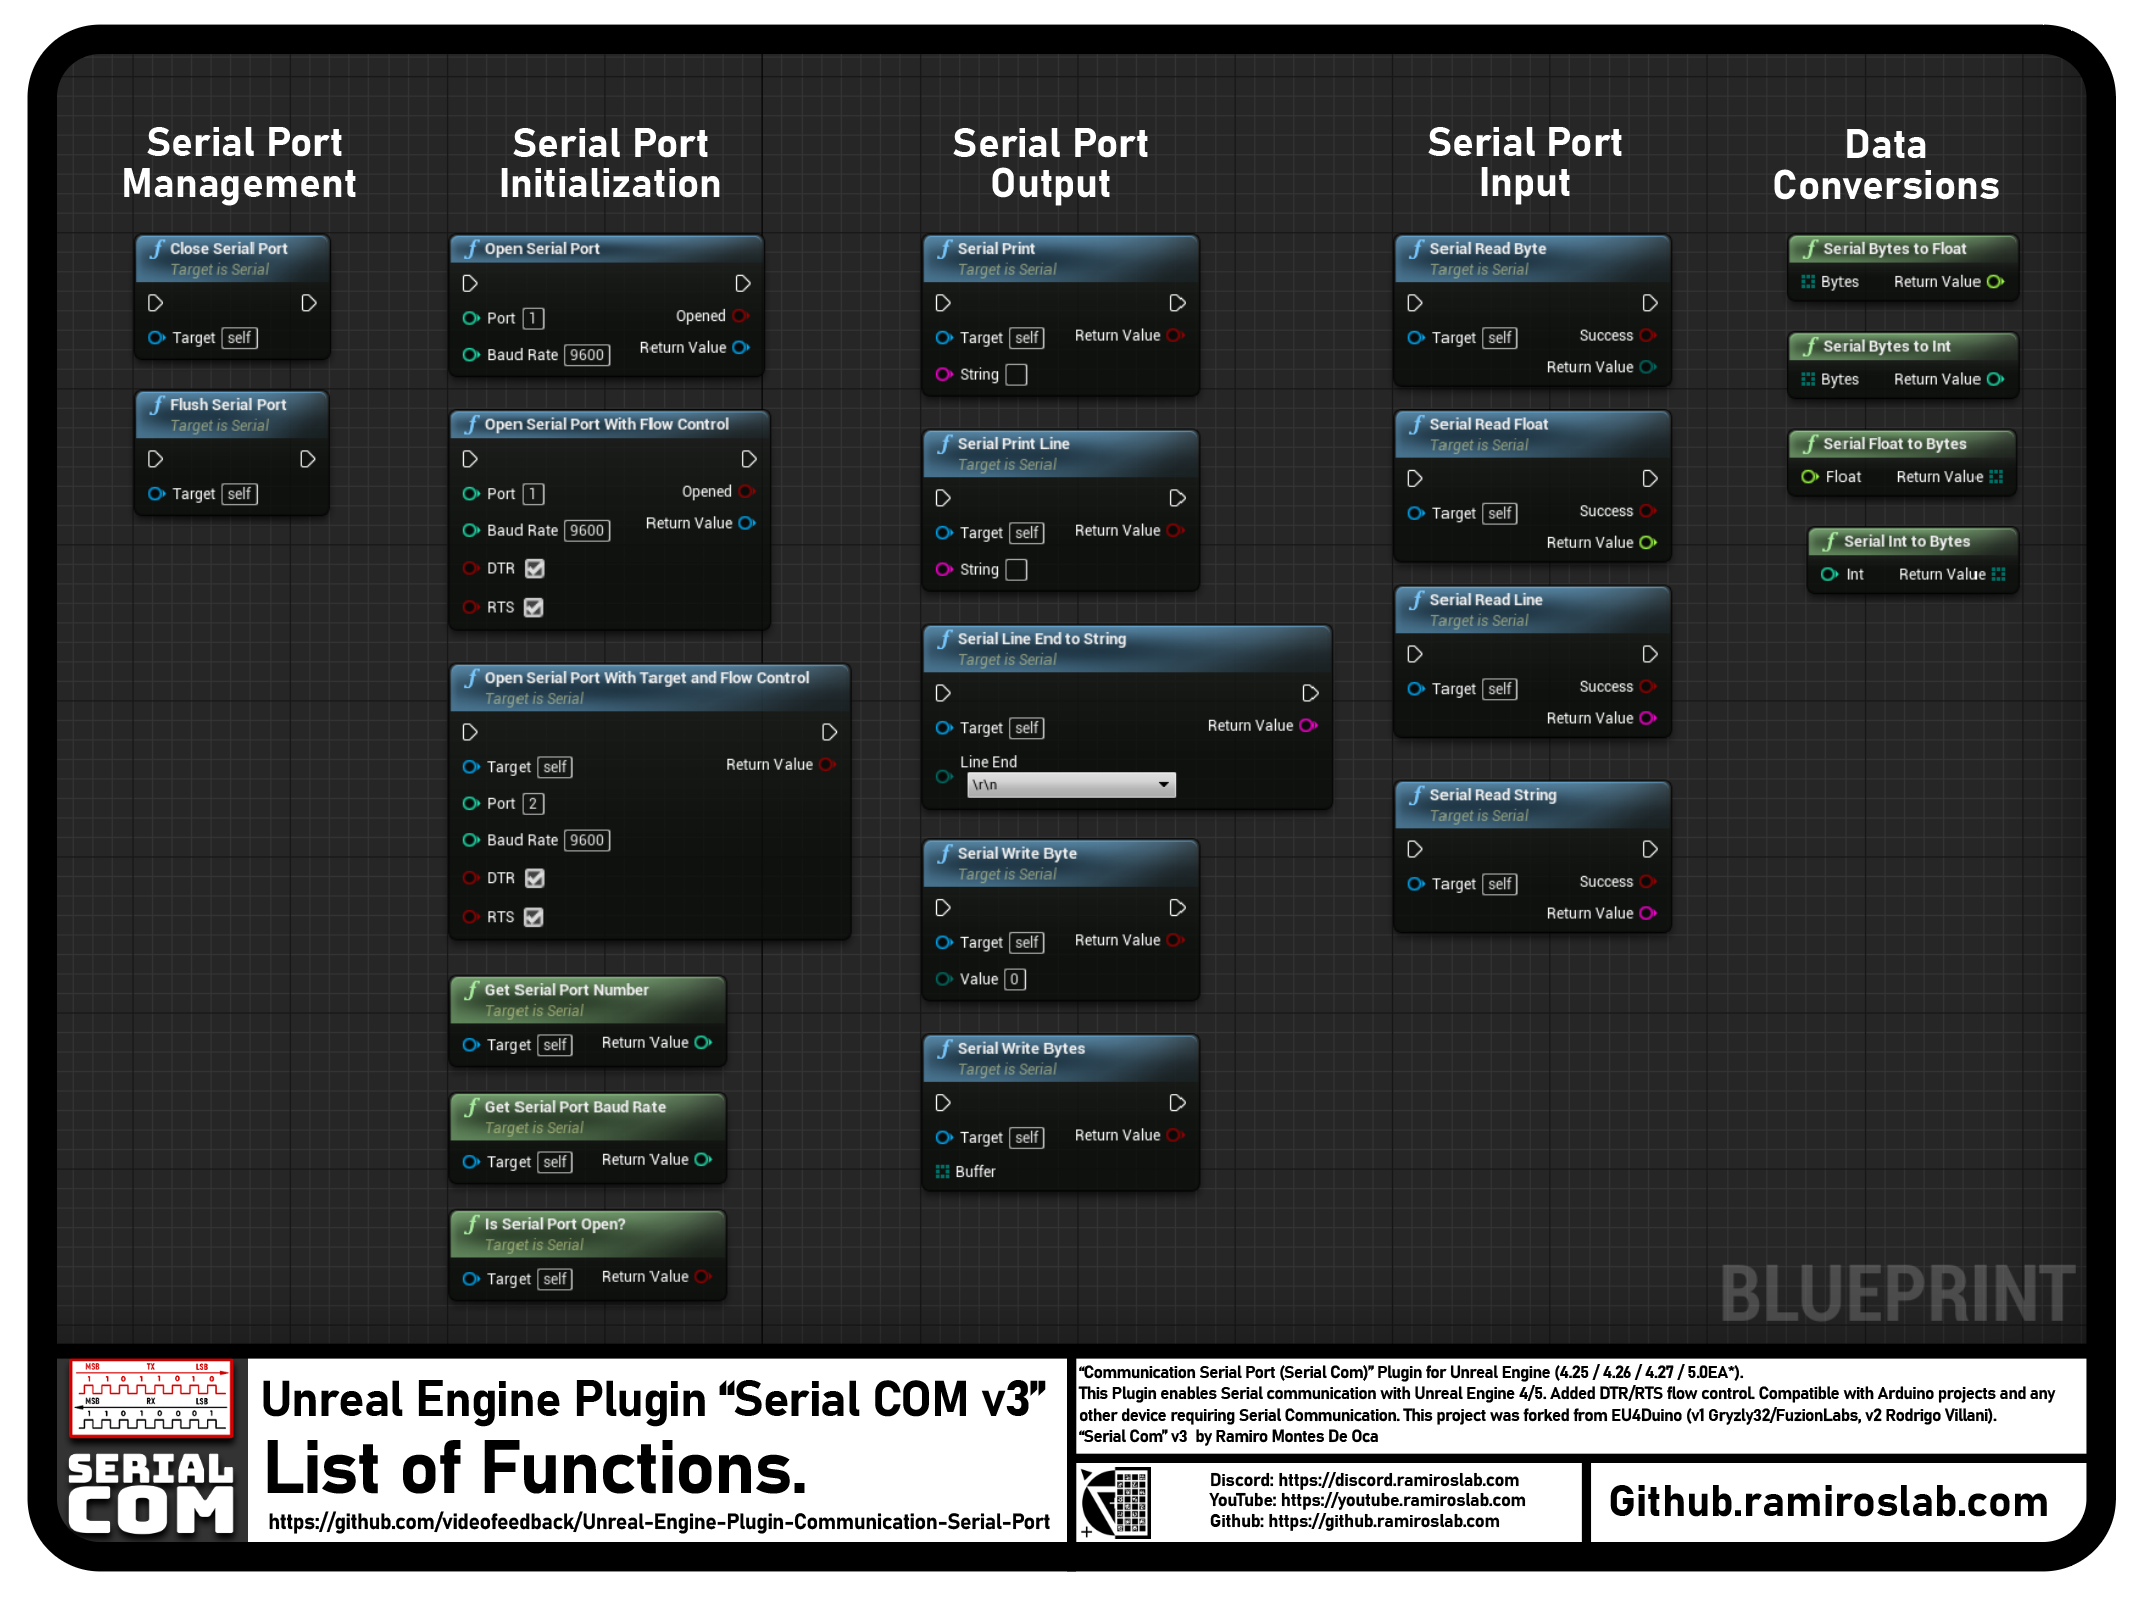 Serial Port
Management
Close Serial Port
Target is Serial
Target self
Flush Serial Port
Target is Serial
Target self
Serial Port
Initialization
Open Serial Port
Port 1 Opened
Baud Rate 9600 Return Value
Open Serial Port With Flow Control
Port 1 Opened
Baud Rate 9600 Return Value
DTR
RTS
Open Serial Port With Target and Flow Control
Target is Serial
Target self Return Value
Port 2
Baud Rate 9600
DTR
RTS
Get Serial Port Number
Target is Serial
Target self Return Value
Get Serial Port Baud Rate
Target is Serial
Target self Return Value
Is Serial Port Open?
Target is Serial
Target self Return Value
Serial Port
Output
Serial Print
Target is Serial
Target self Return Value
String
Serial Print Line
Target is Serial
Target self Return Value
String
Serial Line End to String
Target is Serial
Target self Return Value
Line End
\r\n
Serial Write Byte
Target is Serial
Target self Return Value
Value 0
Serial Write Bytes
Target is Serial
Target self Return Value
Buffer
Serial Port
Input
Serial Read Byte
Target is Serial
Target self Success
Return Value
Serial Read Float
Target is Serial
Target self Success
Return Value
Serial Read Line
Target is Serial
Target self Success
Return Value
Serial Read String
Target is Serial
Target self Success
Return Value
Data
Conversions
Serial Bytes to Float
Bytes Return Value
Serial Bytes to Int
Bytes Return Value
Serial Float to Bytes
Float Return Value
Serial Int to Bytes
Int Return Value
BLUEPRINT
MSB TX LSB
1 1 0 1 1 0 1 0
MSB RX LSB
1 1 0 1 0 0 0 1
SERIAL
COM
Unreal Engine Plugin “Serial COM v3”
List of Functions.
https://github.com/videofeedback/Unreal-Engine-Plugin-Communication-Serial-Port
“Communication Serial Port (Serial Com)” Plugin for Unreal Engine (4.25 / 4.26 / 4.27 / 5.0EA*).
This Plugin enables Serial communication with Unreal Engine 4/5. Added DTR/RTS flow control. Compatible with Arduino projects and any
other device requiring Serial Communication. This project was forked from EU4Duino (v1 Gryzly32/FuzionLabs, v2 Rodrigo Villani).
“Serial Com” v3 by Ramiro Montes De Oca
Discord: https://discord.ramiroslab.com
YouTube: https://youtube.ramiroslab.com
Github: https://github.ramiroslab.com
Github.ramiroslab.com